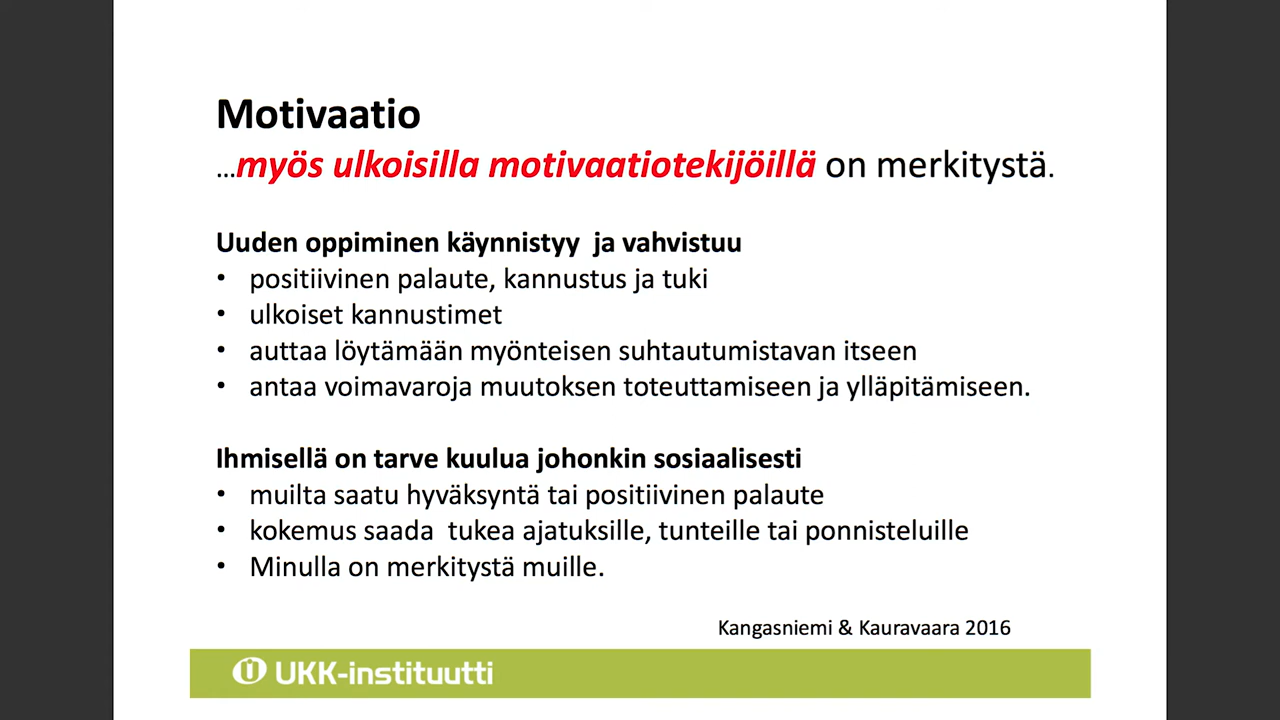 Motivaatio
...myös ulkoisilla motivaatiotekijöillä on merkitystä.
Uuden oppiminen käynnistyy ja vahvistuu
• positiivinen palaute, kannustus ja tuki
• ulkoiset kannustimet
• auttaa löytämään myönteisen suhtautumistavan itseen
• antaa voimavaroja muutoksen toteuttamiseen ja ylläpitämiseen.
Ihmisellä on tarve kuulua johonkin sosiaalisesti
• muilta saatu hyväksyntä tai positiivinen palaute
• kokemus saada tukea ajatuksille, tunteille tai ponnisteluille
• Minulla on merkitystä muille.
Kangasniemi & Kauravaara 2016
UKK-instituutti